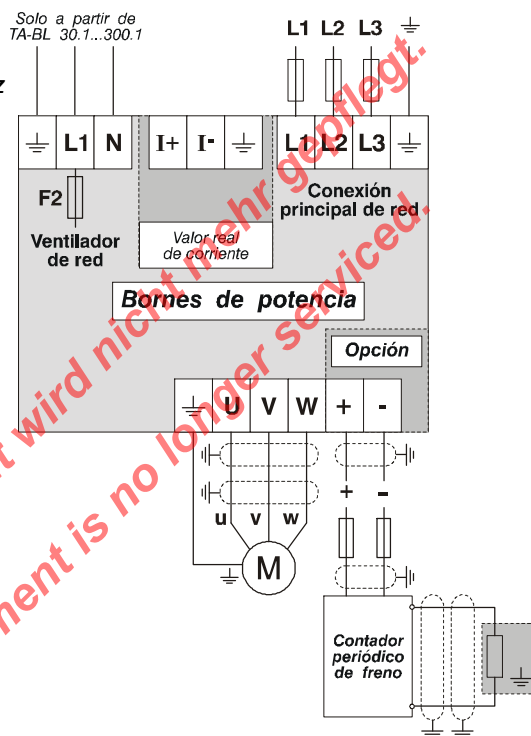 Solo a partir de
TA-BL 30.1...300.1
L1 L2 L3
z
L1 N
I+ I-
L1 L2 L3
F2
Conexión
principal de red
Ventilador
de red
Valor real
de corriente
Bornes de potencia
Opción
U V W + -
+ -
u v w
M
Contador
periódico
de freno
t wird nicht mehr gepflegt.
ment is no longer serviced.